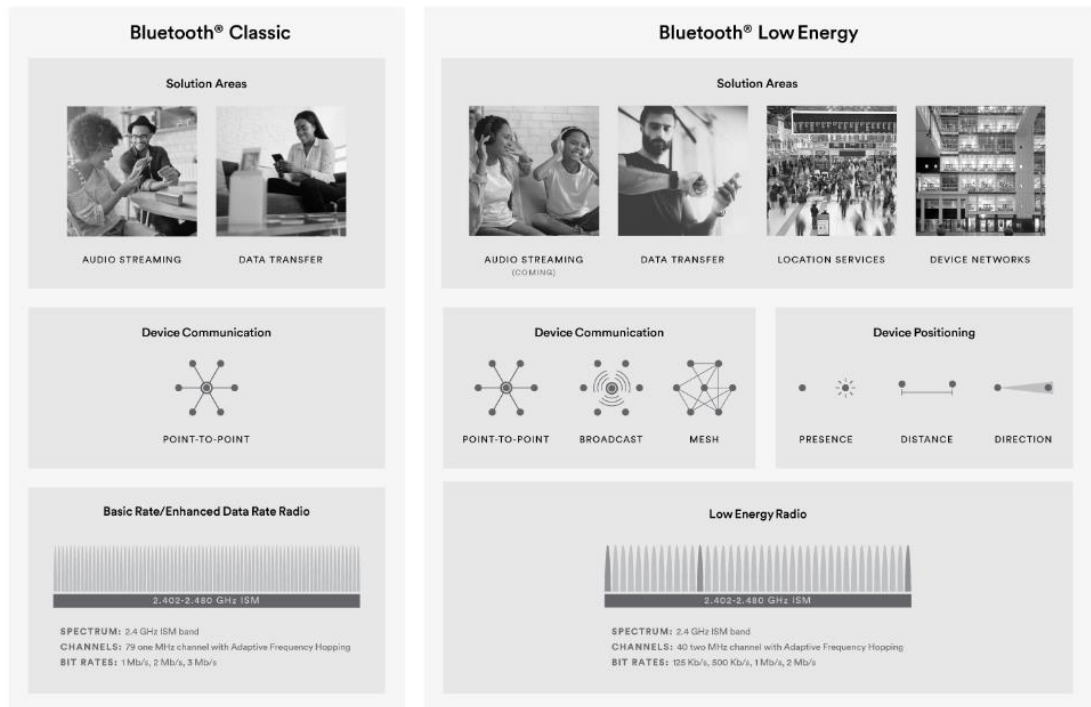 Bluetooth® Classic
Solution Areas
AUDIO STREAMING
DATA TRANSFER
Device Communication
POINT-TO-POINT
Basic Rate/Enhanced Data Rate Radio
2.402-2.480 GHz ISM
SPECTRUM: 2.4 GHz ISM band
CHANNELS: 79 one MHz channel with Adaptive Frequency Hopping
BIT RATES: 1 Mb/s, 2 Mb/s, 3 Mb/s
Bluetooth® Low Energy
Solution Areas
AUDIO STREAMING
(COMING)
DATA TRANSFER
LOCATION SERVICES
DEVICE NETWORKS
Device Communication
POINT-TO-POINT
BROADCAST
MESH
Device Positioning
PRESENCE
DISTANCE
DIRECTION
Low Energy Radio
2.402-2.480 GHz ISM
SPECTRUM: 2.4 GHz ISM band
CHANNELS: 40 two MHz channel with Adaptive Frequency Hopping
BIT RATES: 125 Kb/s, 500 Kb/s, 1 Mb/s, 2 Mb/s